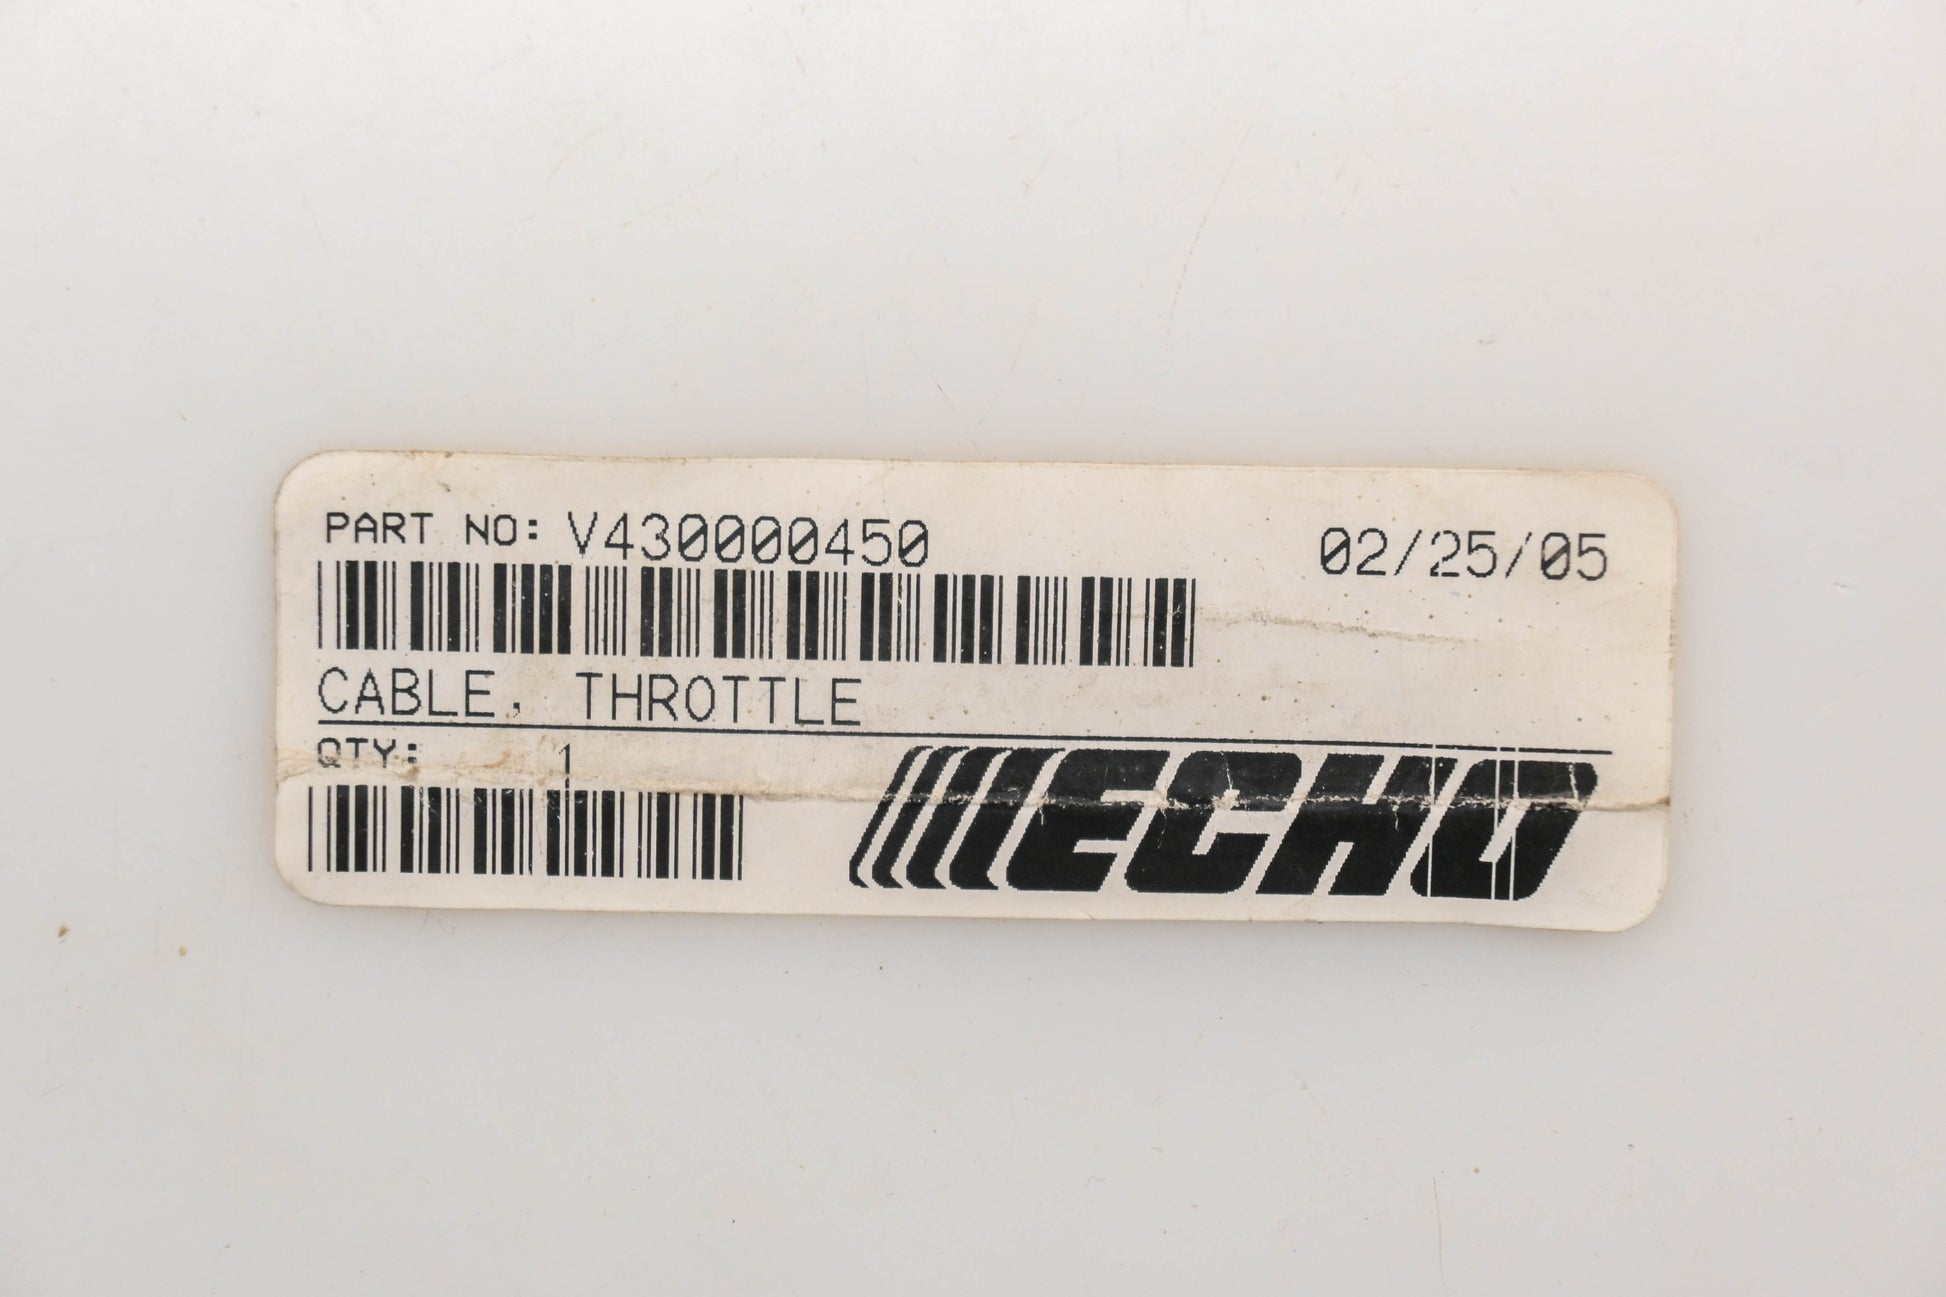 PART NO: V430000450
02/25/05
CABLE, THROTTLE
QTY: 1
ECHO